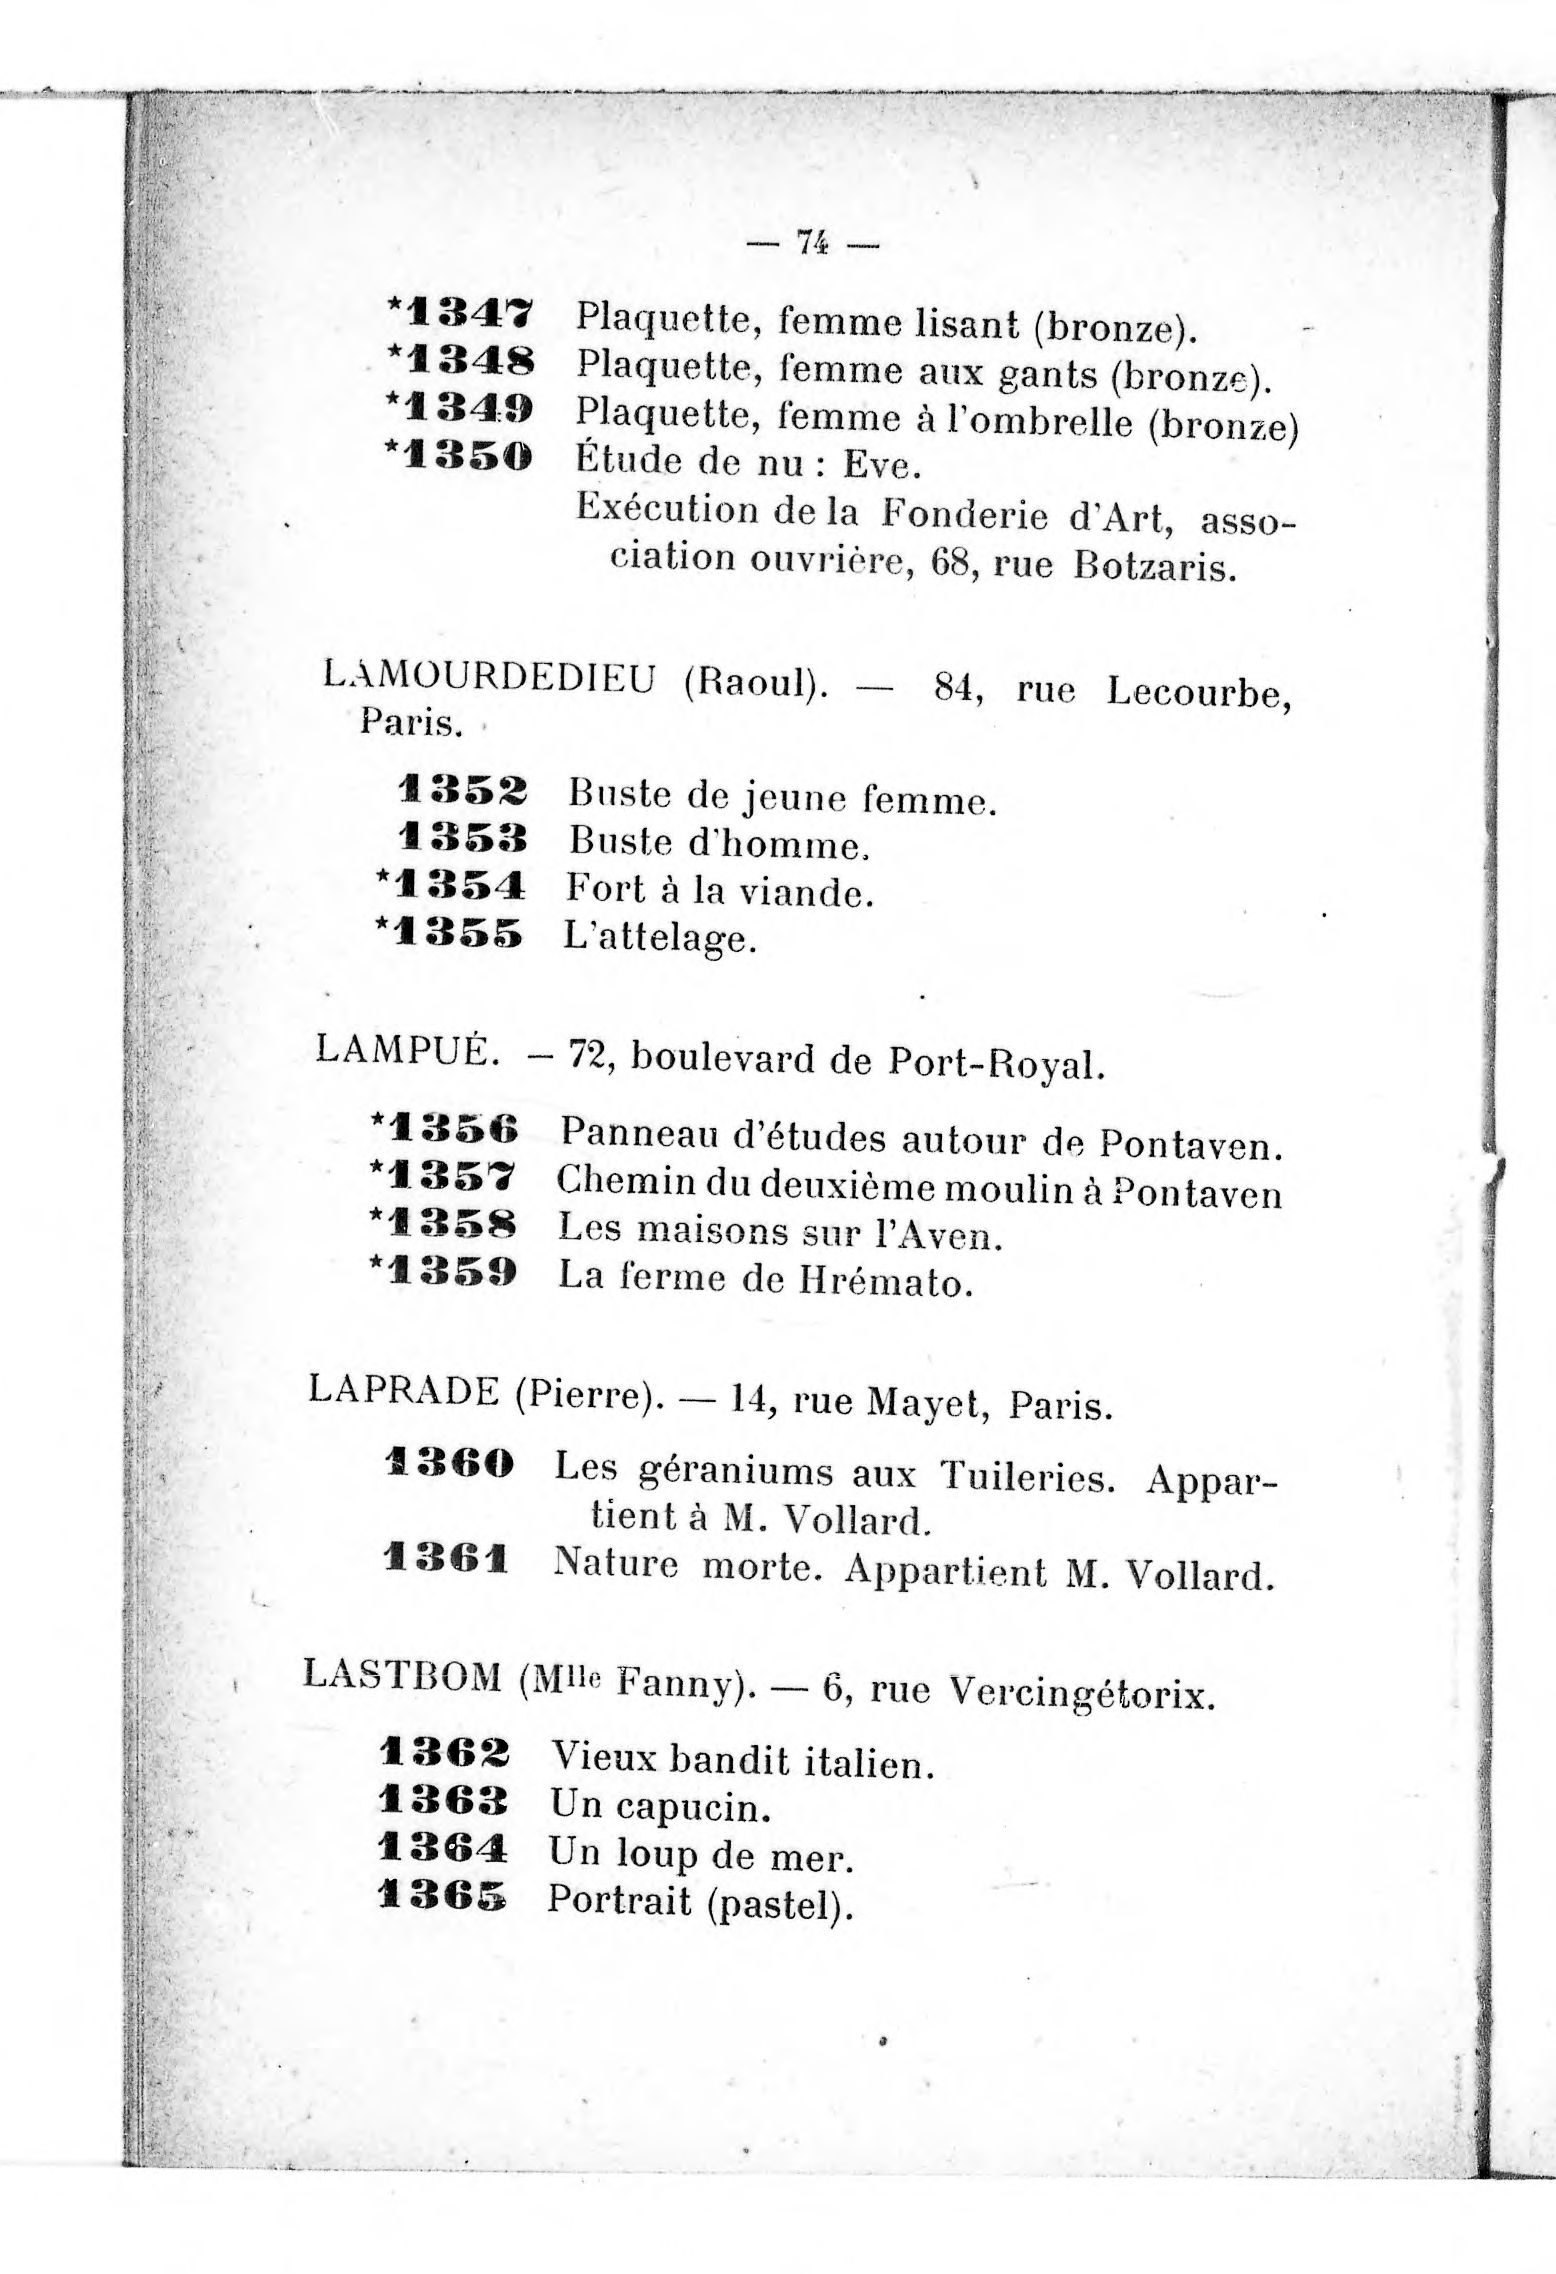 — 74 —
*1347 Plaquette, femme lisant (bronze).
*1348 Plaquette, femme aux gants (bronze).
*1349 Plaquette, femme à l'ombrelle (bronze)
*1350 Étude de nu : Eve.
Exécution de la Fonderie d'Art, asso-
ciation ouvrière, 68, rue Botzaris.
LAMOURDEDIEU (Raoul). — 84, rue Lecourbe,
Paris.
1352 Buste de jeune femme.
1353 Buste d'homme.
*1354 Fort à la viande.
*1355 L'attelage.
LAMPUÉ. — 72, boulevard de Port-Royal.
*1356 Panneau d'études autour de Pontaven.
*1357 Chemin du deuxième moulin à Pontaven
*1358 Les maisons sur l'Aven.
*1359 La ferme de Hrémato.
LAPRADE (Pierre). — 14, rue Mayet, Paris.
1360 Les géraniums aux Tuileries. Appar-
tient à M. Vollard.
1361 Nature morte. Appartient M. Vollard.
LASTBOM (Mlle Fanny). — 6, rue Vercingétorix.
1362 Vieux bandit italien.
1363 Un capucin.
1364 Un loup de mer.
1365 Portrait (pastel).